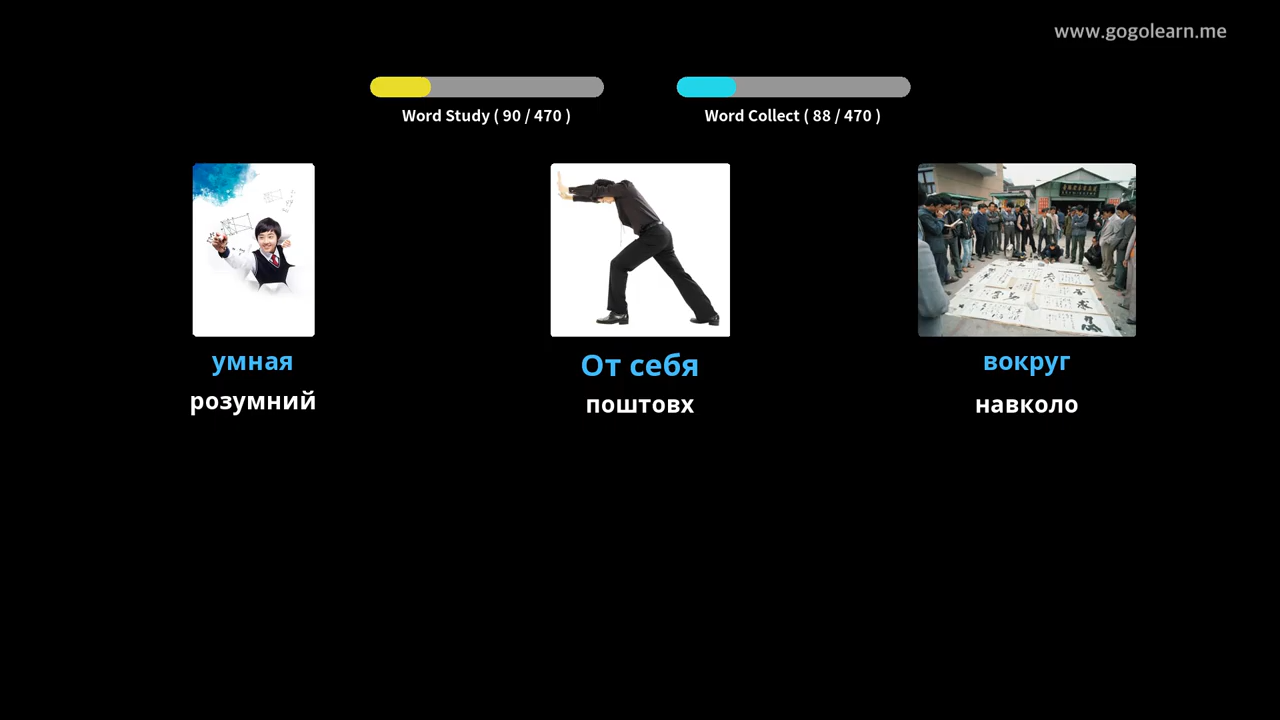 www.gogolearn.me
Word Study ( 90 / 470 )
Word Collect ( 88 / 470 )
умная
От себя
вокруг
розумний
поштовх
навколо